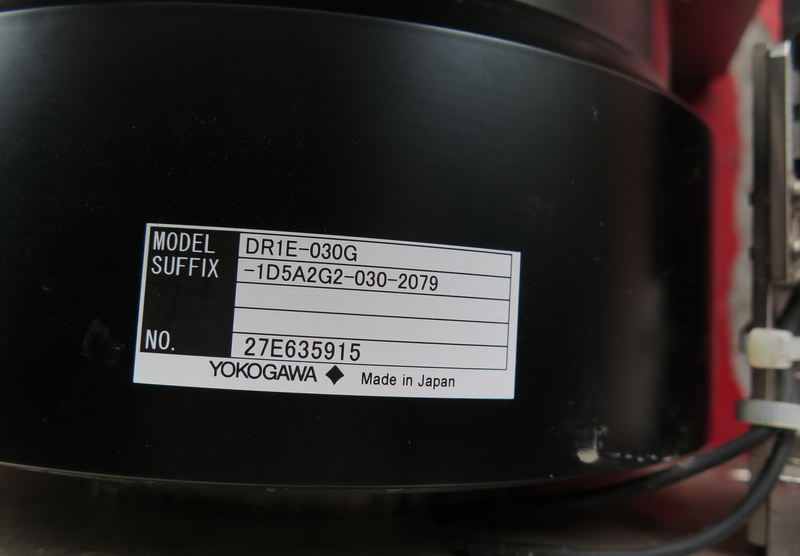 MODEL DR1E-030G
SUFFIX -1D5A2G2-030-2079
NO. 27E635915
YOKOGAWA Made in Japan